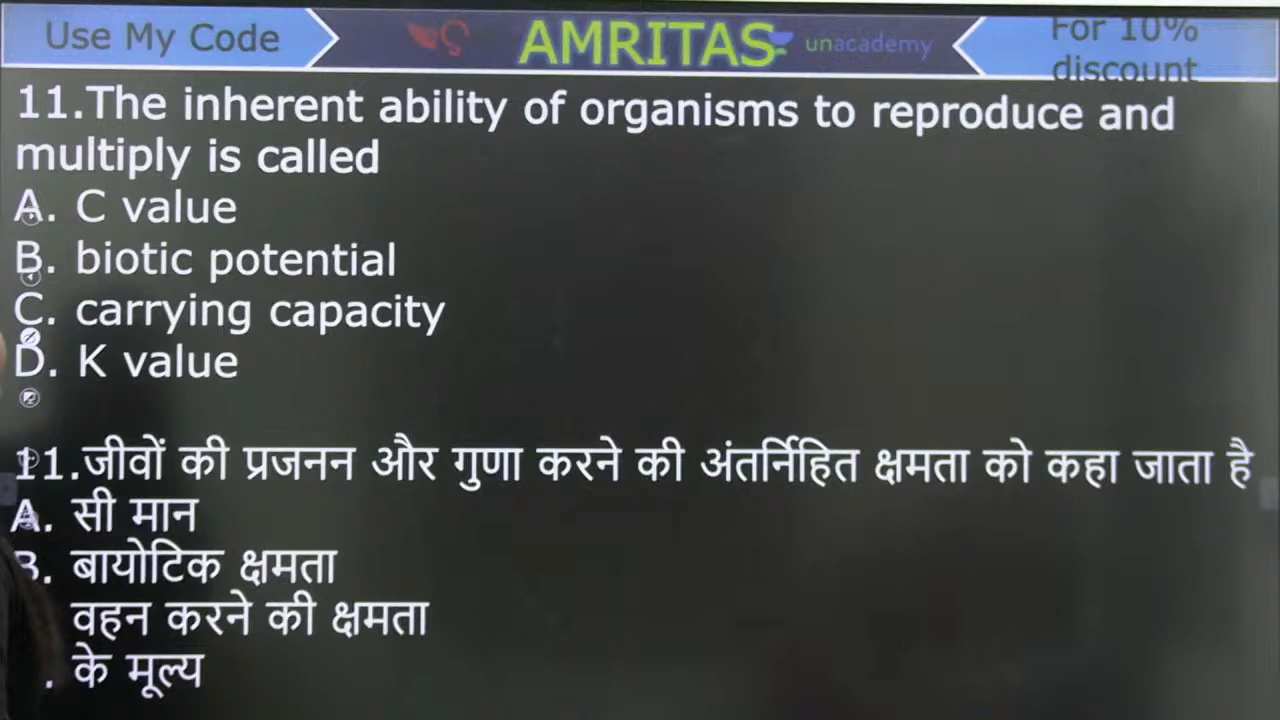 Use My Code
AMRITAS
unacademy
For 10%
discount
11.The inherent ability of organisms to reproduce and
multiply is called
A. C value
B. biotic potential
C. carrying capacity
D. K value
11.जीवों की प्रजनन और गुणा करने की अंतर्निहित क्षमता को कहा जाता है
A. सी मान
B. बायोटिक क्षमता
वहन करने की क्षमता
. के मूल्य